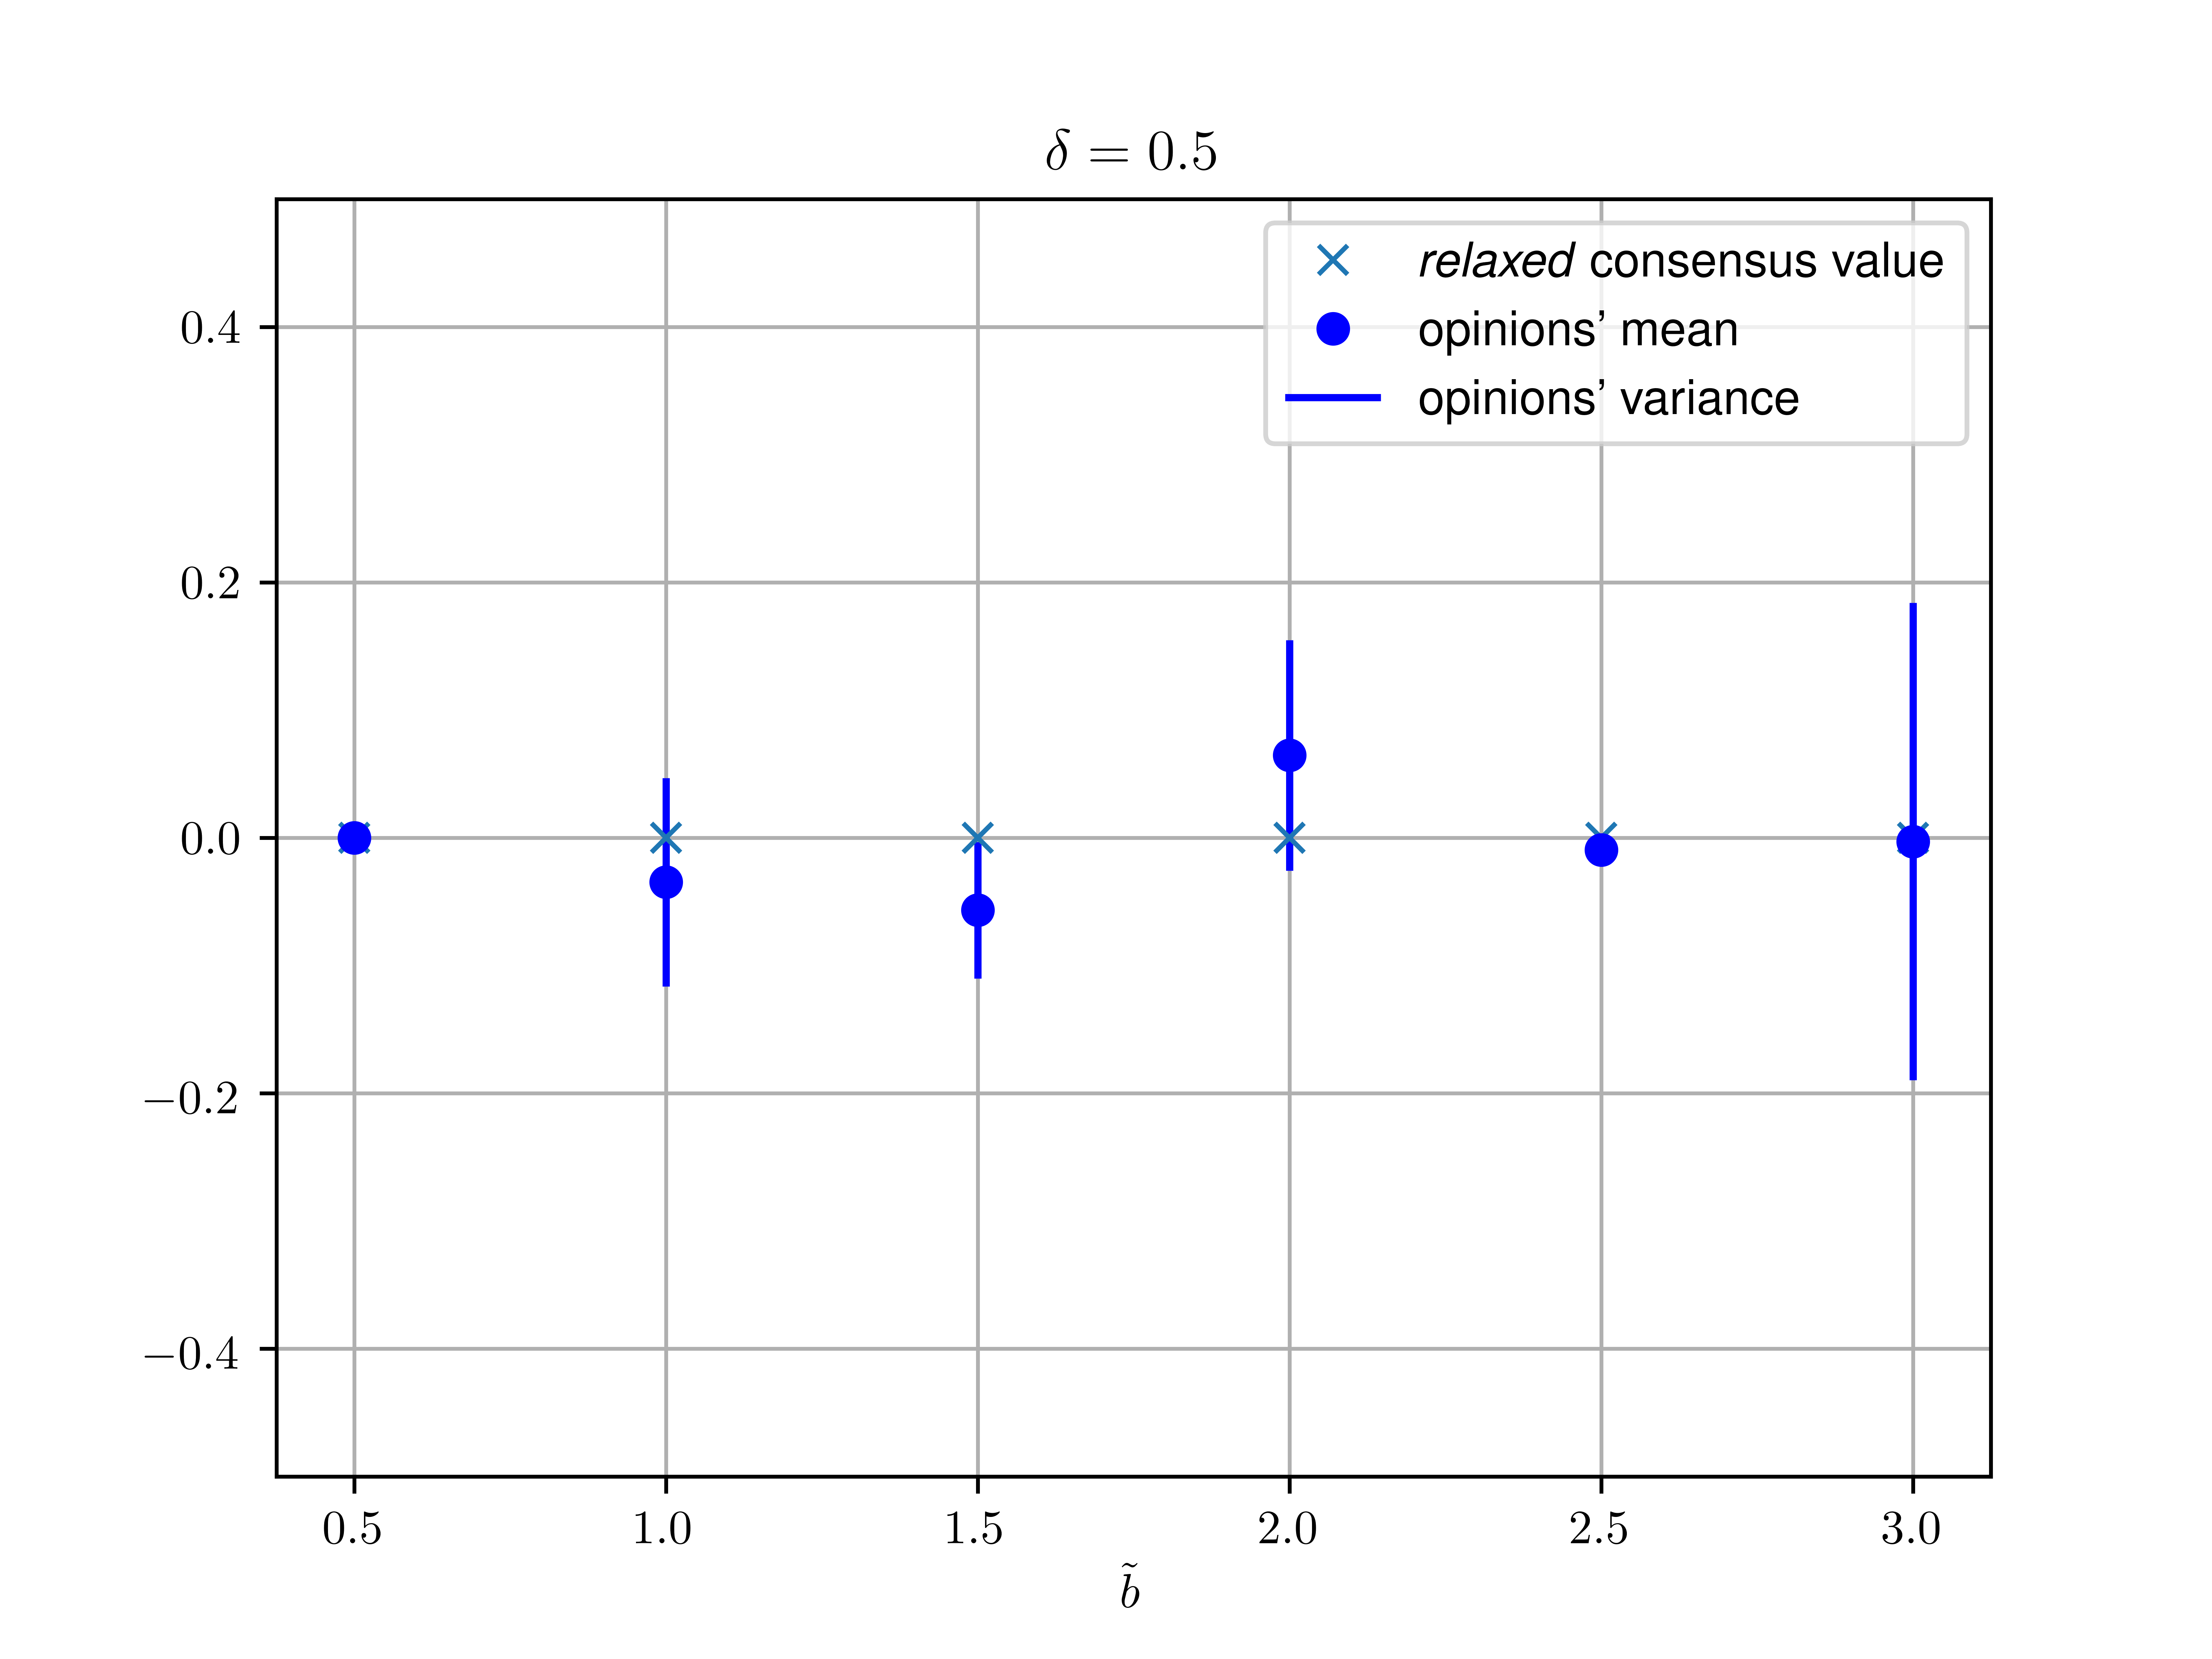 δ = 0.5
relaxed consensus value
opinions’ mean
opinions’ variance
0.4
0.2
0.0
−0.2
−0.4
0.5 1.0 1.5 2.0 2.5 3.0
b̃